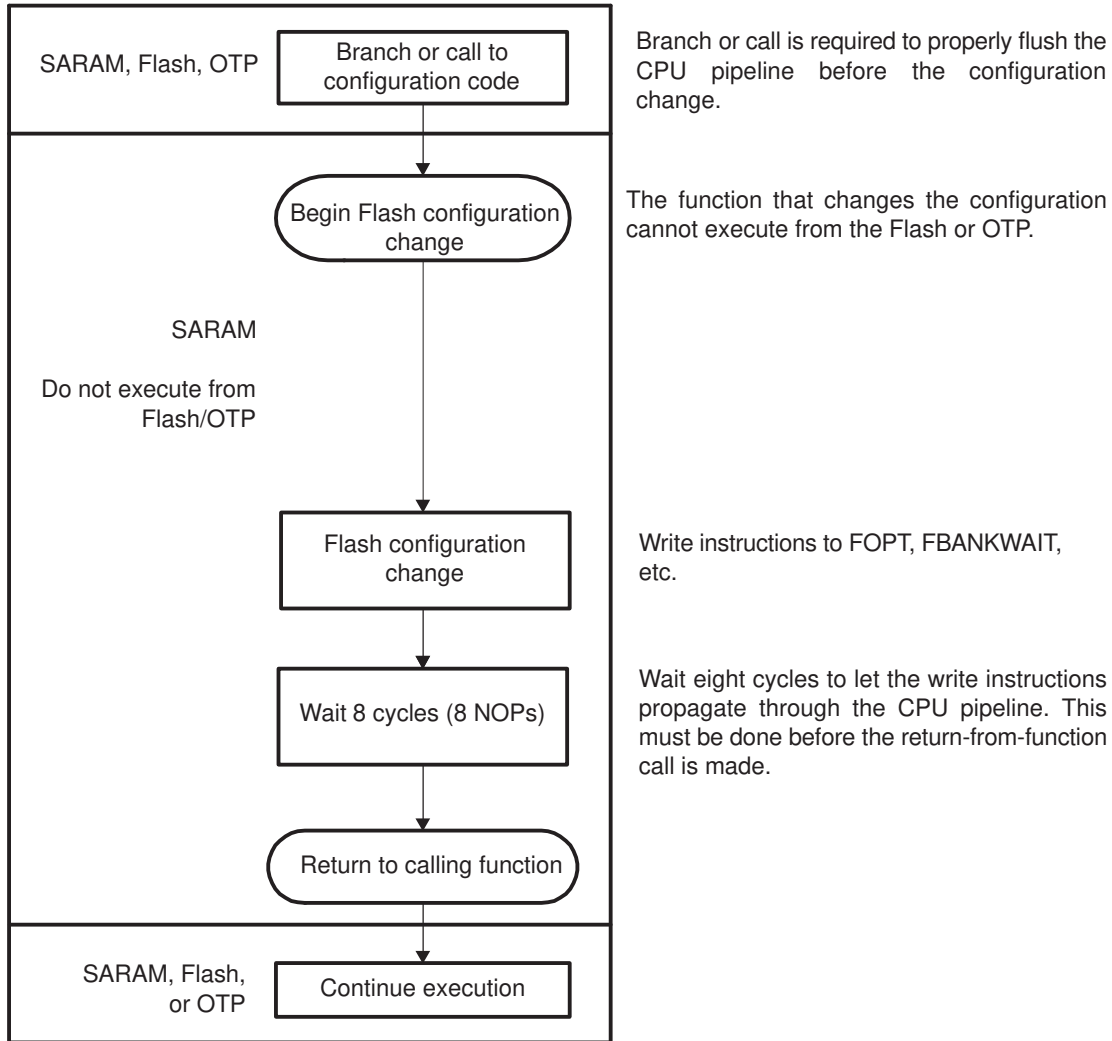 SARAM, Flash, OTP
Branch or call to
configuration code
Branch or call is required to properly flush the
CPU pipeline before the configuration
change.
Begin Flash configuration
change
The function that changes the configuration
cannot execute from the Flash or OTP.
SARAM
Do not execute from
Flash/OTP
Flash configuration
change
Write instructions to FOPT, FBANKWAIT,
etc.
Wait 8 cycles (8 NOPs)
Wait eight cycles to let the write instructions
propagate through the CPU pipeline. This
must be done before the return-from-function
call is made.
Return to calling function
SARAM, Flash,
or OTP
Continue execution